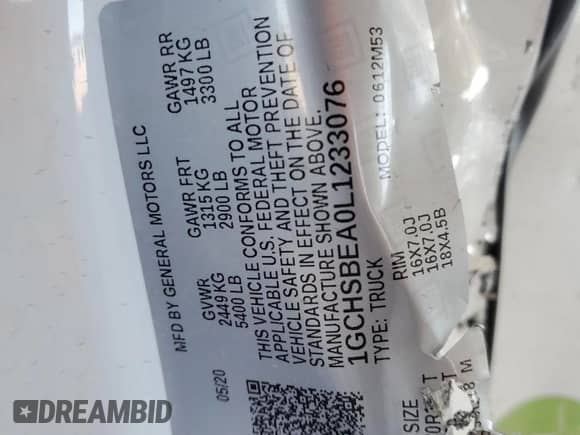 MFD BY GENERAL MOTORS LLC
05/20
GVWR GAWR FRT GAWR RR
2449 KG 1315 KG 1497 KG
5400 LB 2900 LB 3300 LB
THIS VEHICLE CONFORMS TO ALL
APPLICABLE U.S. FEDERAL MOTOR
VEHICLE SAFETY AND THEFT PREVENTION
STANDARDS IN EFFECT ON THE DATE OF
MANUFACTURE SHOWN ABOVE.
1GCHSBEA0L1233076
TYPE: TRUCK MODEL: 0612M53
SIZE RIM
16X7.0J
16X7.0J
18X4.5B
DREAMBID